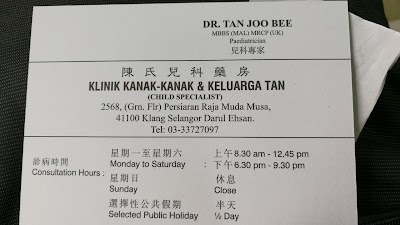 DR. TAN JOO BEE
MBBS (MAL) MRCP (UK)
Paediatrician
兒科專家
陳氏兒科藥房
KLINIK KANAK-KANAK & KELUARGA TAN
(CHILD SPECIALIST)
2568, (Grn. Flr) Persiaran Raja Muda Musa,
41100 Klang Selangor Darul Ehsan.
Tel: 03-33727097
診病時間 星期一至星期六 上午 8.30 am - 12.45 pm
Consultation Hours : Monday to Saturday : 下午 6.30 pm - 9.30 pm
星期日 休息
Sunday Close
選擇性公共假期 半天
Selected Public Holiday ½ Day